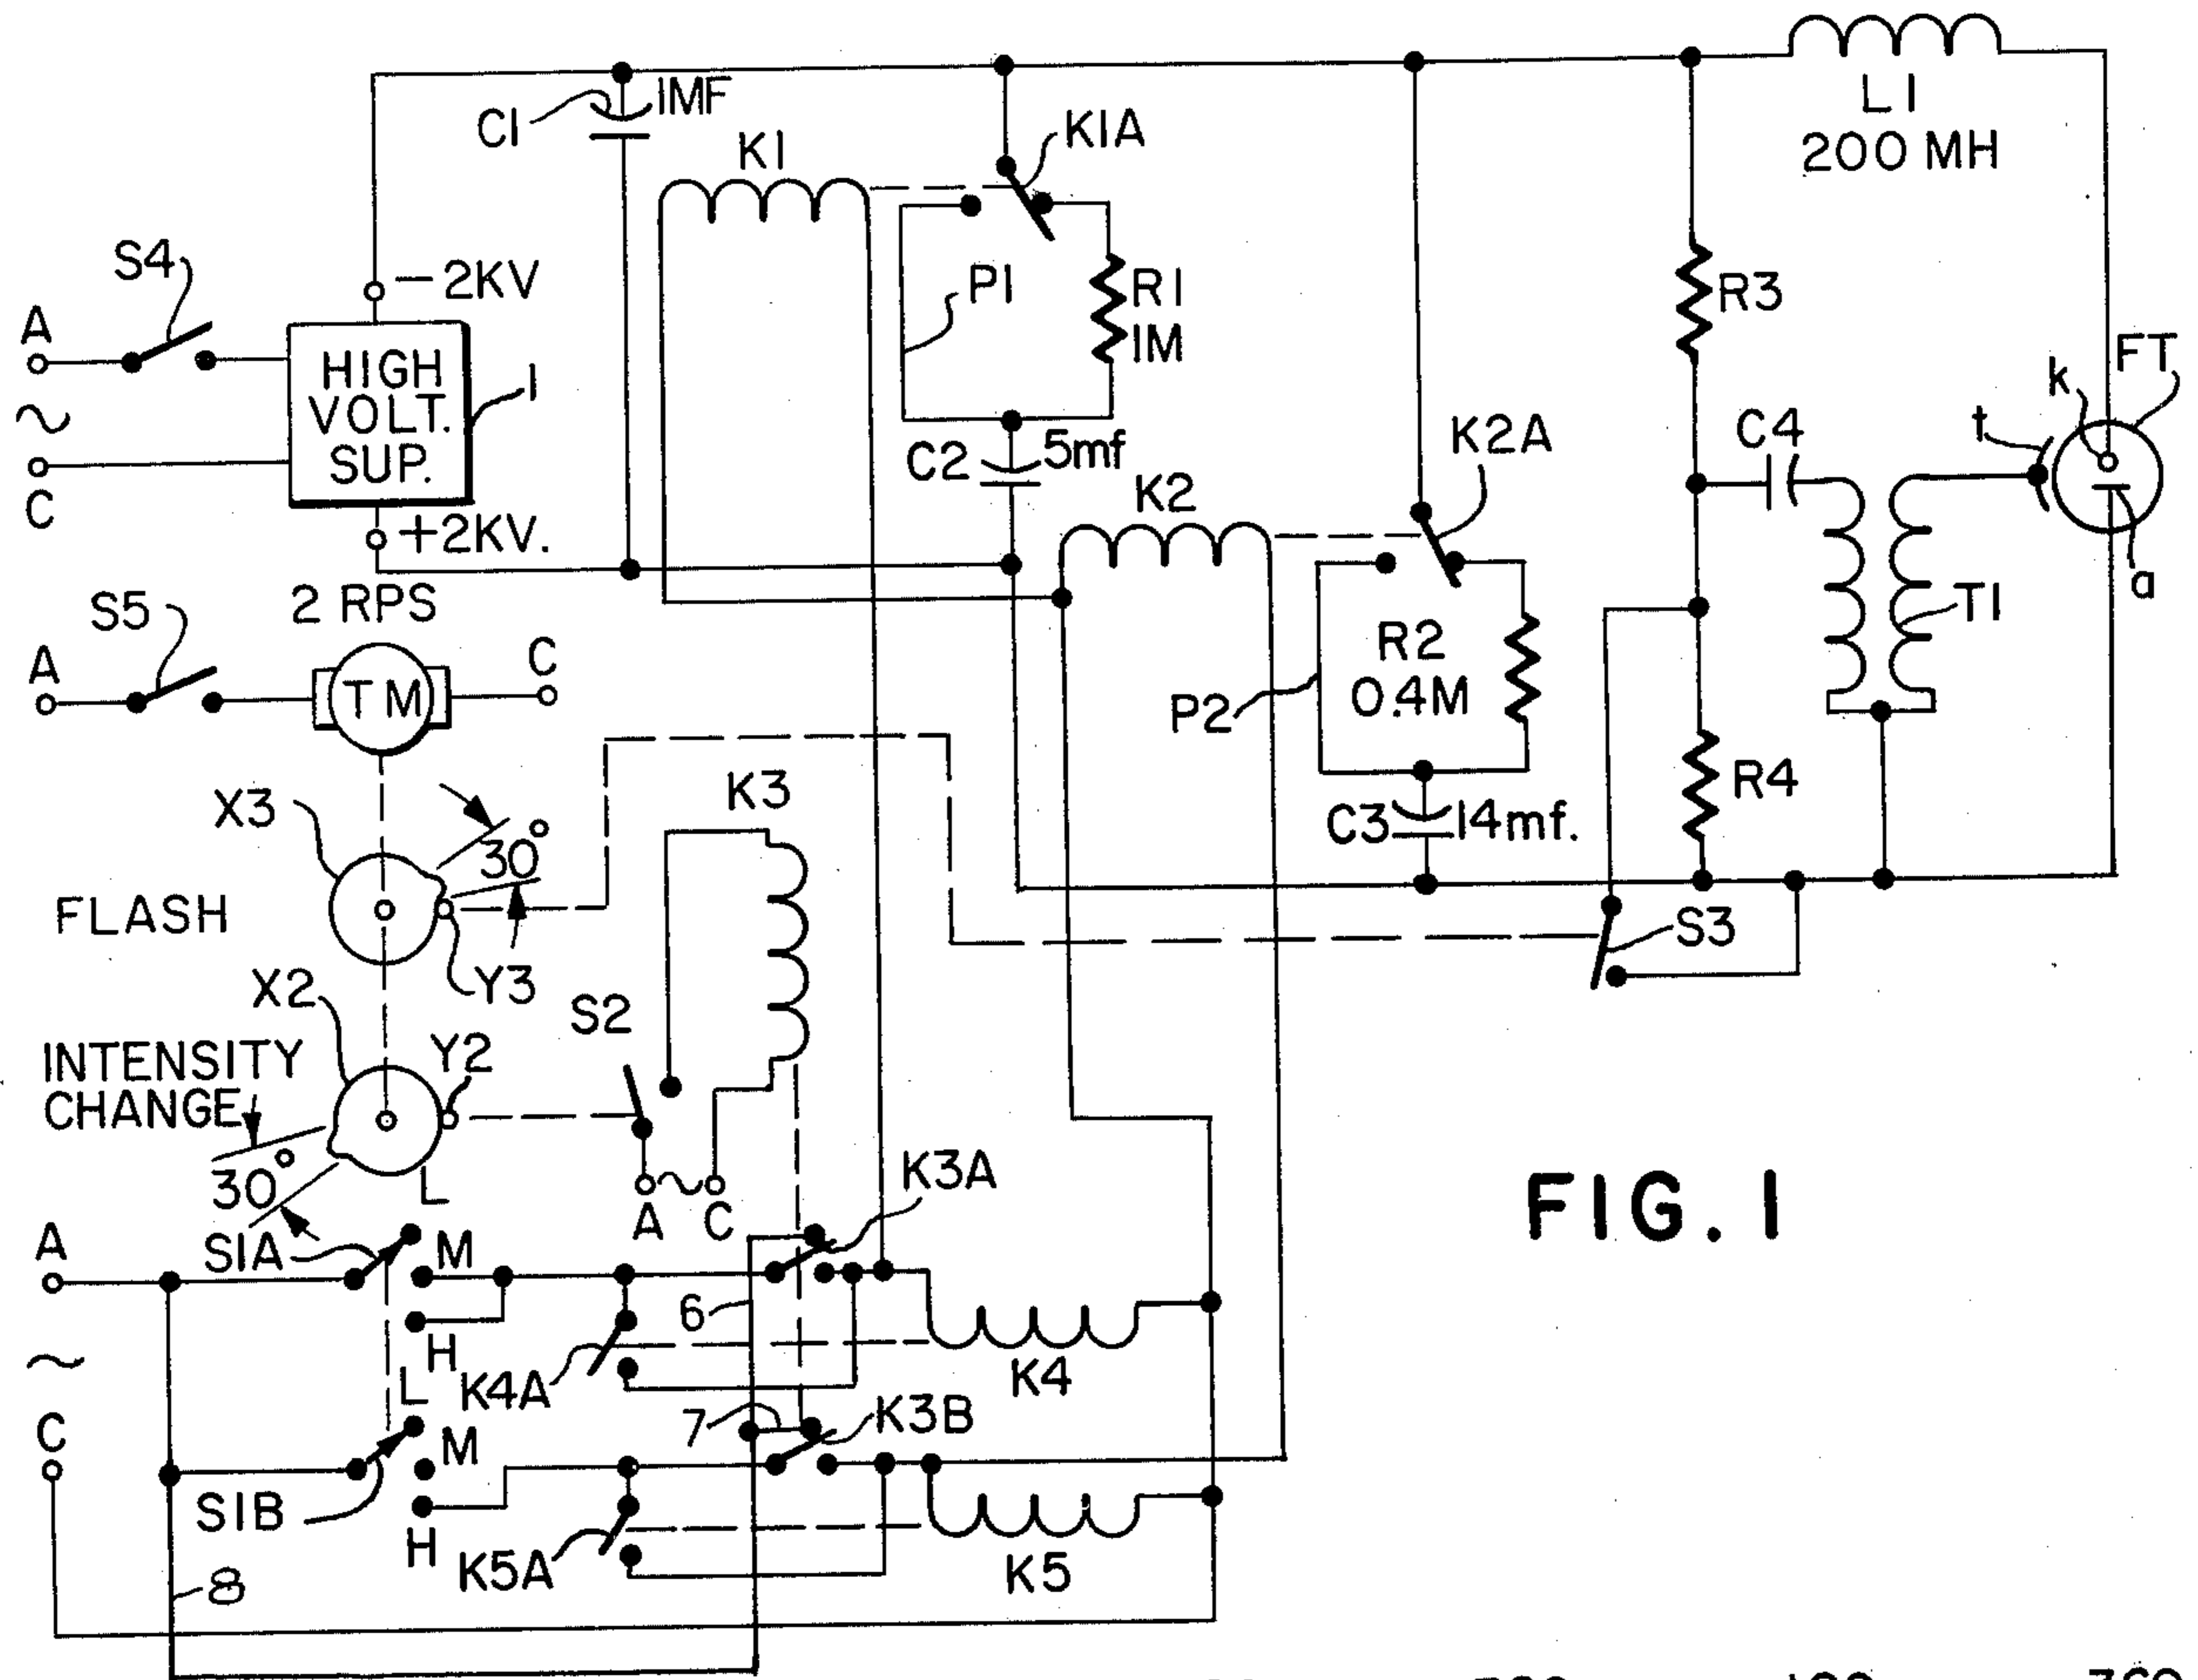 L1
200 MH
C1
1MF
K1
K1A
S4
A
-2KV
HIGH
VOLT.
SUP.
1
C
+2KV.
P1
R1
1M
C2
5mf
R3
C4
t
k
FT
a
T1
K2
K2A
R2
0.4M
P2
C3
14mf.
R4
S3
S5
2 RPS
A
TM
C
X3
30°
FLASH
Y3
K3
X2
Y2
S2
INTENSITY
CHANGE
30°
A
~
C
K3A
A
S1A
L
M
H
K4A
6
K4
~
C
L
M
H
S1B
7
K3B
K5A
K5
8
FIG. 1